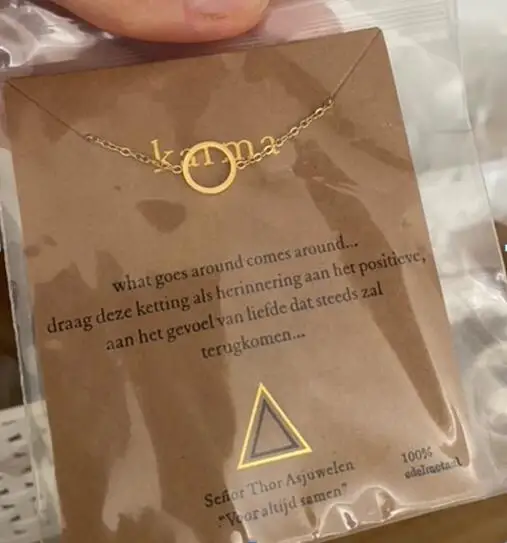 karma
what goes around comes around...
draag deze ketting als herinnering aan het positieve,
aan het gevoel van liefde dat steeds zal
terugkomen...
Señor Thor Asjuwelen
"Voor altijd samen"
100%
edelmetaal